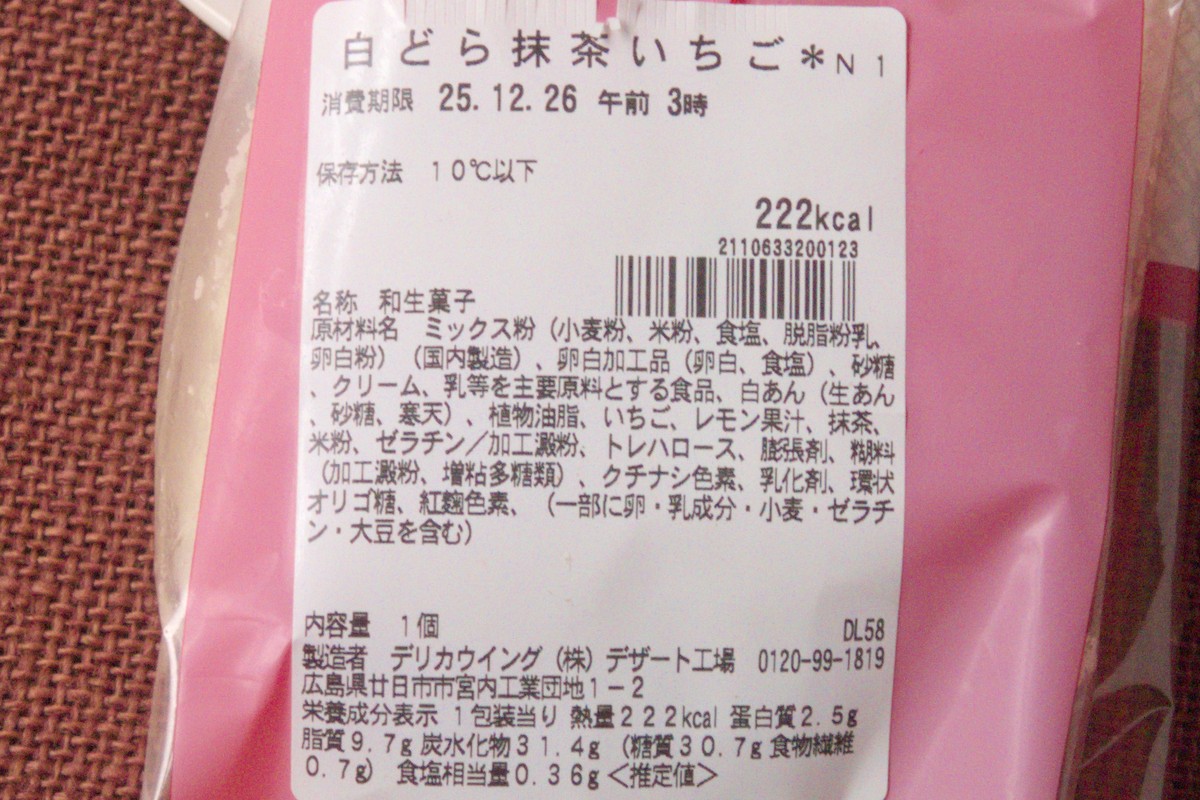 白どら抹茶いちご＊N1
消費期限 25.12.26 午前 3時
保存方法 10℃以下
222kcal
2110633200123
名称 和生菓子
原材料名 ミックス粉（小麦粉、米粉、食塩、脱脂粉乳、
卵白粉）（国内製造）、卵白加工品（卵白、食塩）、砂糖
、クリーム、乳等を主要原料とする食品、白あん（生あん
、砂糖、寒天）、植物油脂、いちご、レモン果汁、抹茶、
米粉、ゼラチン／加工澱粉、トレハロース、膨張剤、糊料
（加工澱粉、増粘多糖類）、クチナシ色素、乳化剤、環状
オリゴ糖、紅麹色素、（一部に卵・乳成分・小麦・ゼラチ
ン・大豆を含む）
内容量 1個
DL58
製造者 デリカウイング（株）デザート工場 0120-99-1819
広島県廿日市市宮内工業団地1－2
栄養成分表示 1包装当り 熱量222kcal 蛋白質2.5g
脂質9.7g 炭水化物31.4g（糖質30.7g 食物繊維
0.7g） 食塩相当量0.36g＜推定値＞